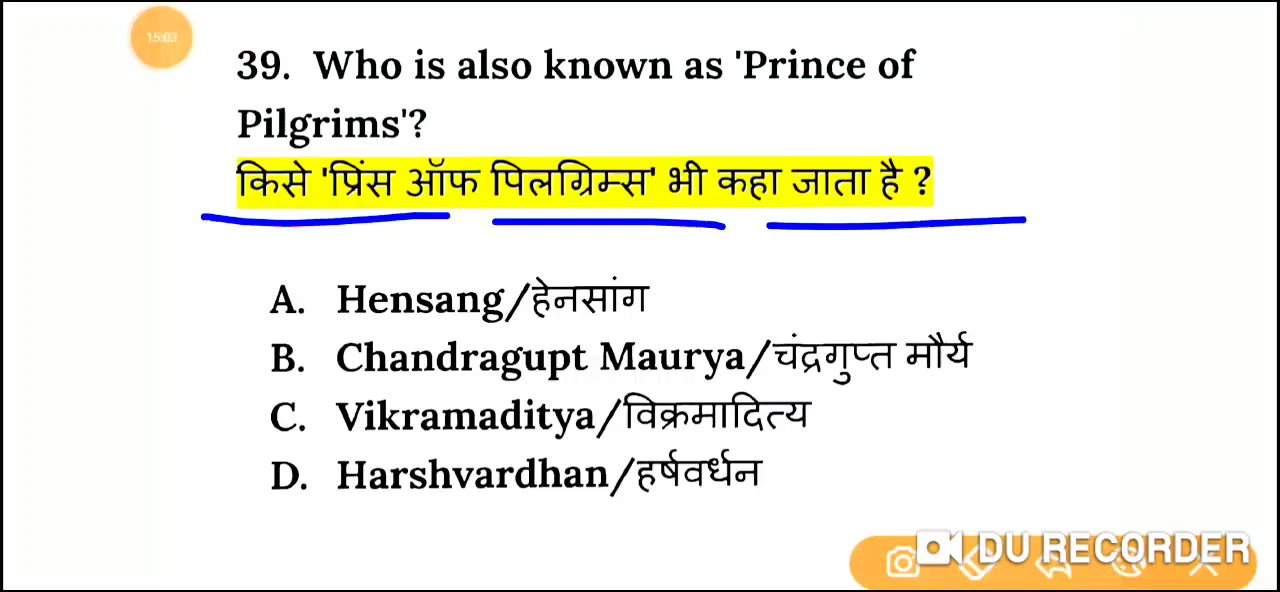 15:03
39. Who is also known as 'Prince of
Pilgrims'?
किसे 'प्रिंस ऑफ पिलग्रिम्स' भी कहा जाता है ?
A. Hensang/हेनसांग
B. Chandragupt Maurya/चंद्रगुप्त मौर्य
C. Vikramaditya/विक्रमादित्य
D. Harshvardhan/हर्षवर्धन
DU RECORDER